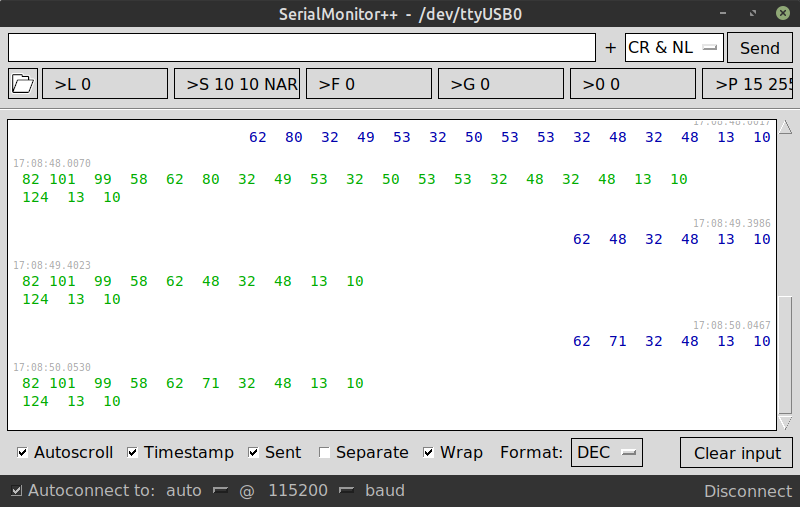 SerialMonitor++ - /dev/ttyUSB0
+ CR & NL Send
>L 0 >S 10 10 NAR >F 0 >G 0 >0 0 >P 15 255
62 80 32 49 53 32 50 53 53 32 48 32 48 13 10
17:08:48.0070
82 101 99 58 62 80 32 49 53 32 50 53 53 32 48 32 48 13 10
124 13 10
17:08:49.3986
62 48 32 48 13 10
17:08:49.4023
82 101 99 58 62 48 32 48 13 10
124 13 10
17:08:50.0467
62 71 32 48 13 10
17:08:50.0530
82 101 99 58 62 71 32 48 13 10
124 13 10
Autoscroll Timestamp Sent Separate Wrap Format: DEC Clear input
Autoconnect to: auto @ 115200 baud Disconnect